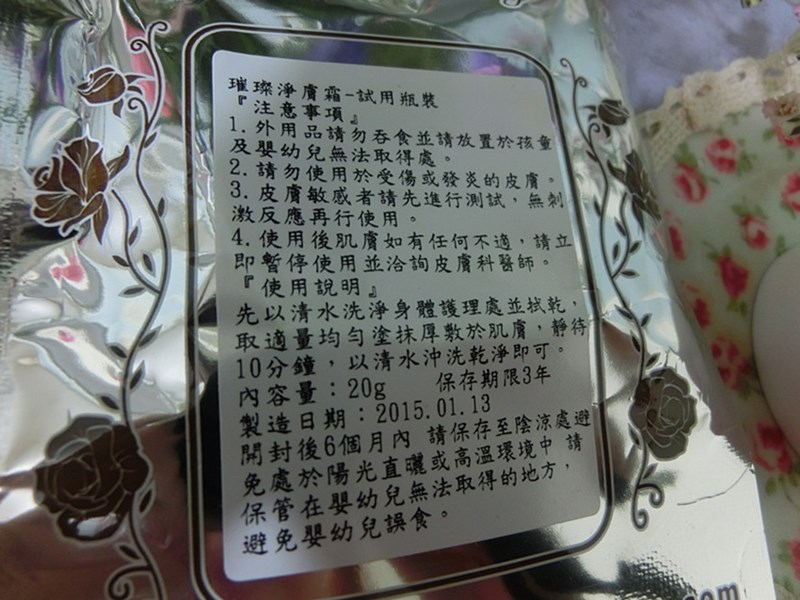 璀璨淨膚霜-試用瓶裝
『注意事項』
1. 外用品請勿吞食並請放置於孩童
及嬰幼兒無法取得處。
2. 請勿使用於受傷或發炎的皮膚。
3. 皮膚敏感者請先進行測試，無刺
激反應再行使用。
4. 使用後肌膚如有任何不適，請立
即暫停使用並洽詢皮膚科醫師。
『使用說明』
先以清水洗淨身體護理處並拭乾，
取適量均勻塗抹厚敷於肌膚，靜待
10分鐘，以清水沖洗乾淨即可。
內容量：20g 保存期限3年
製造日期：2015.01.13
開封後6個月內 請保存至陰涼處避
免處於陽光直曬或高溫環境中 請
保管在嬰幼兒無法取得的地方，
避免嬰幼兒誤食。